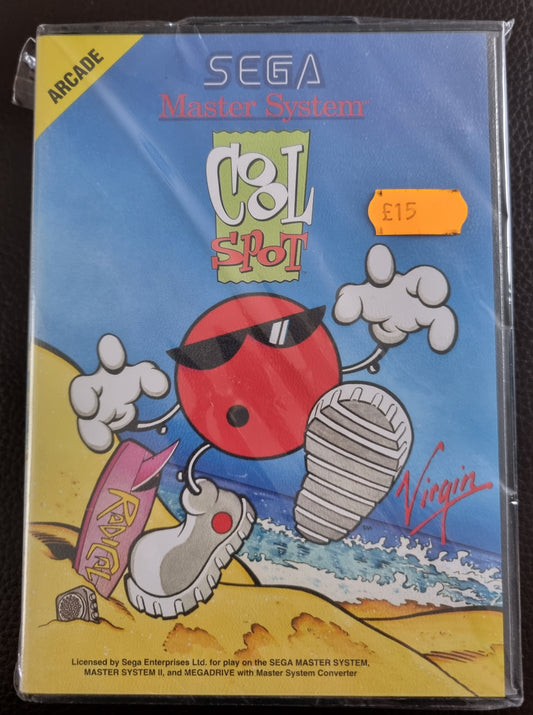 ARCADE
SEGA
Master System
COOL
SPOT
£15
Virgin
RADICAL
Licensed by Sega Enterprises Ltd. for play on the SEGA MASTER SYSTEM,
MASTER SYSTEM II, and MEGADRIVE with Master System Converter